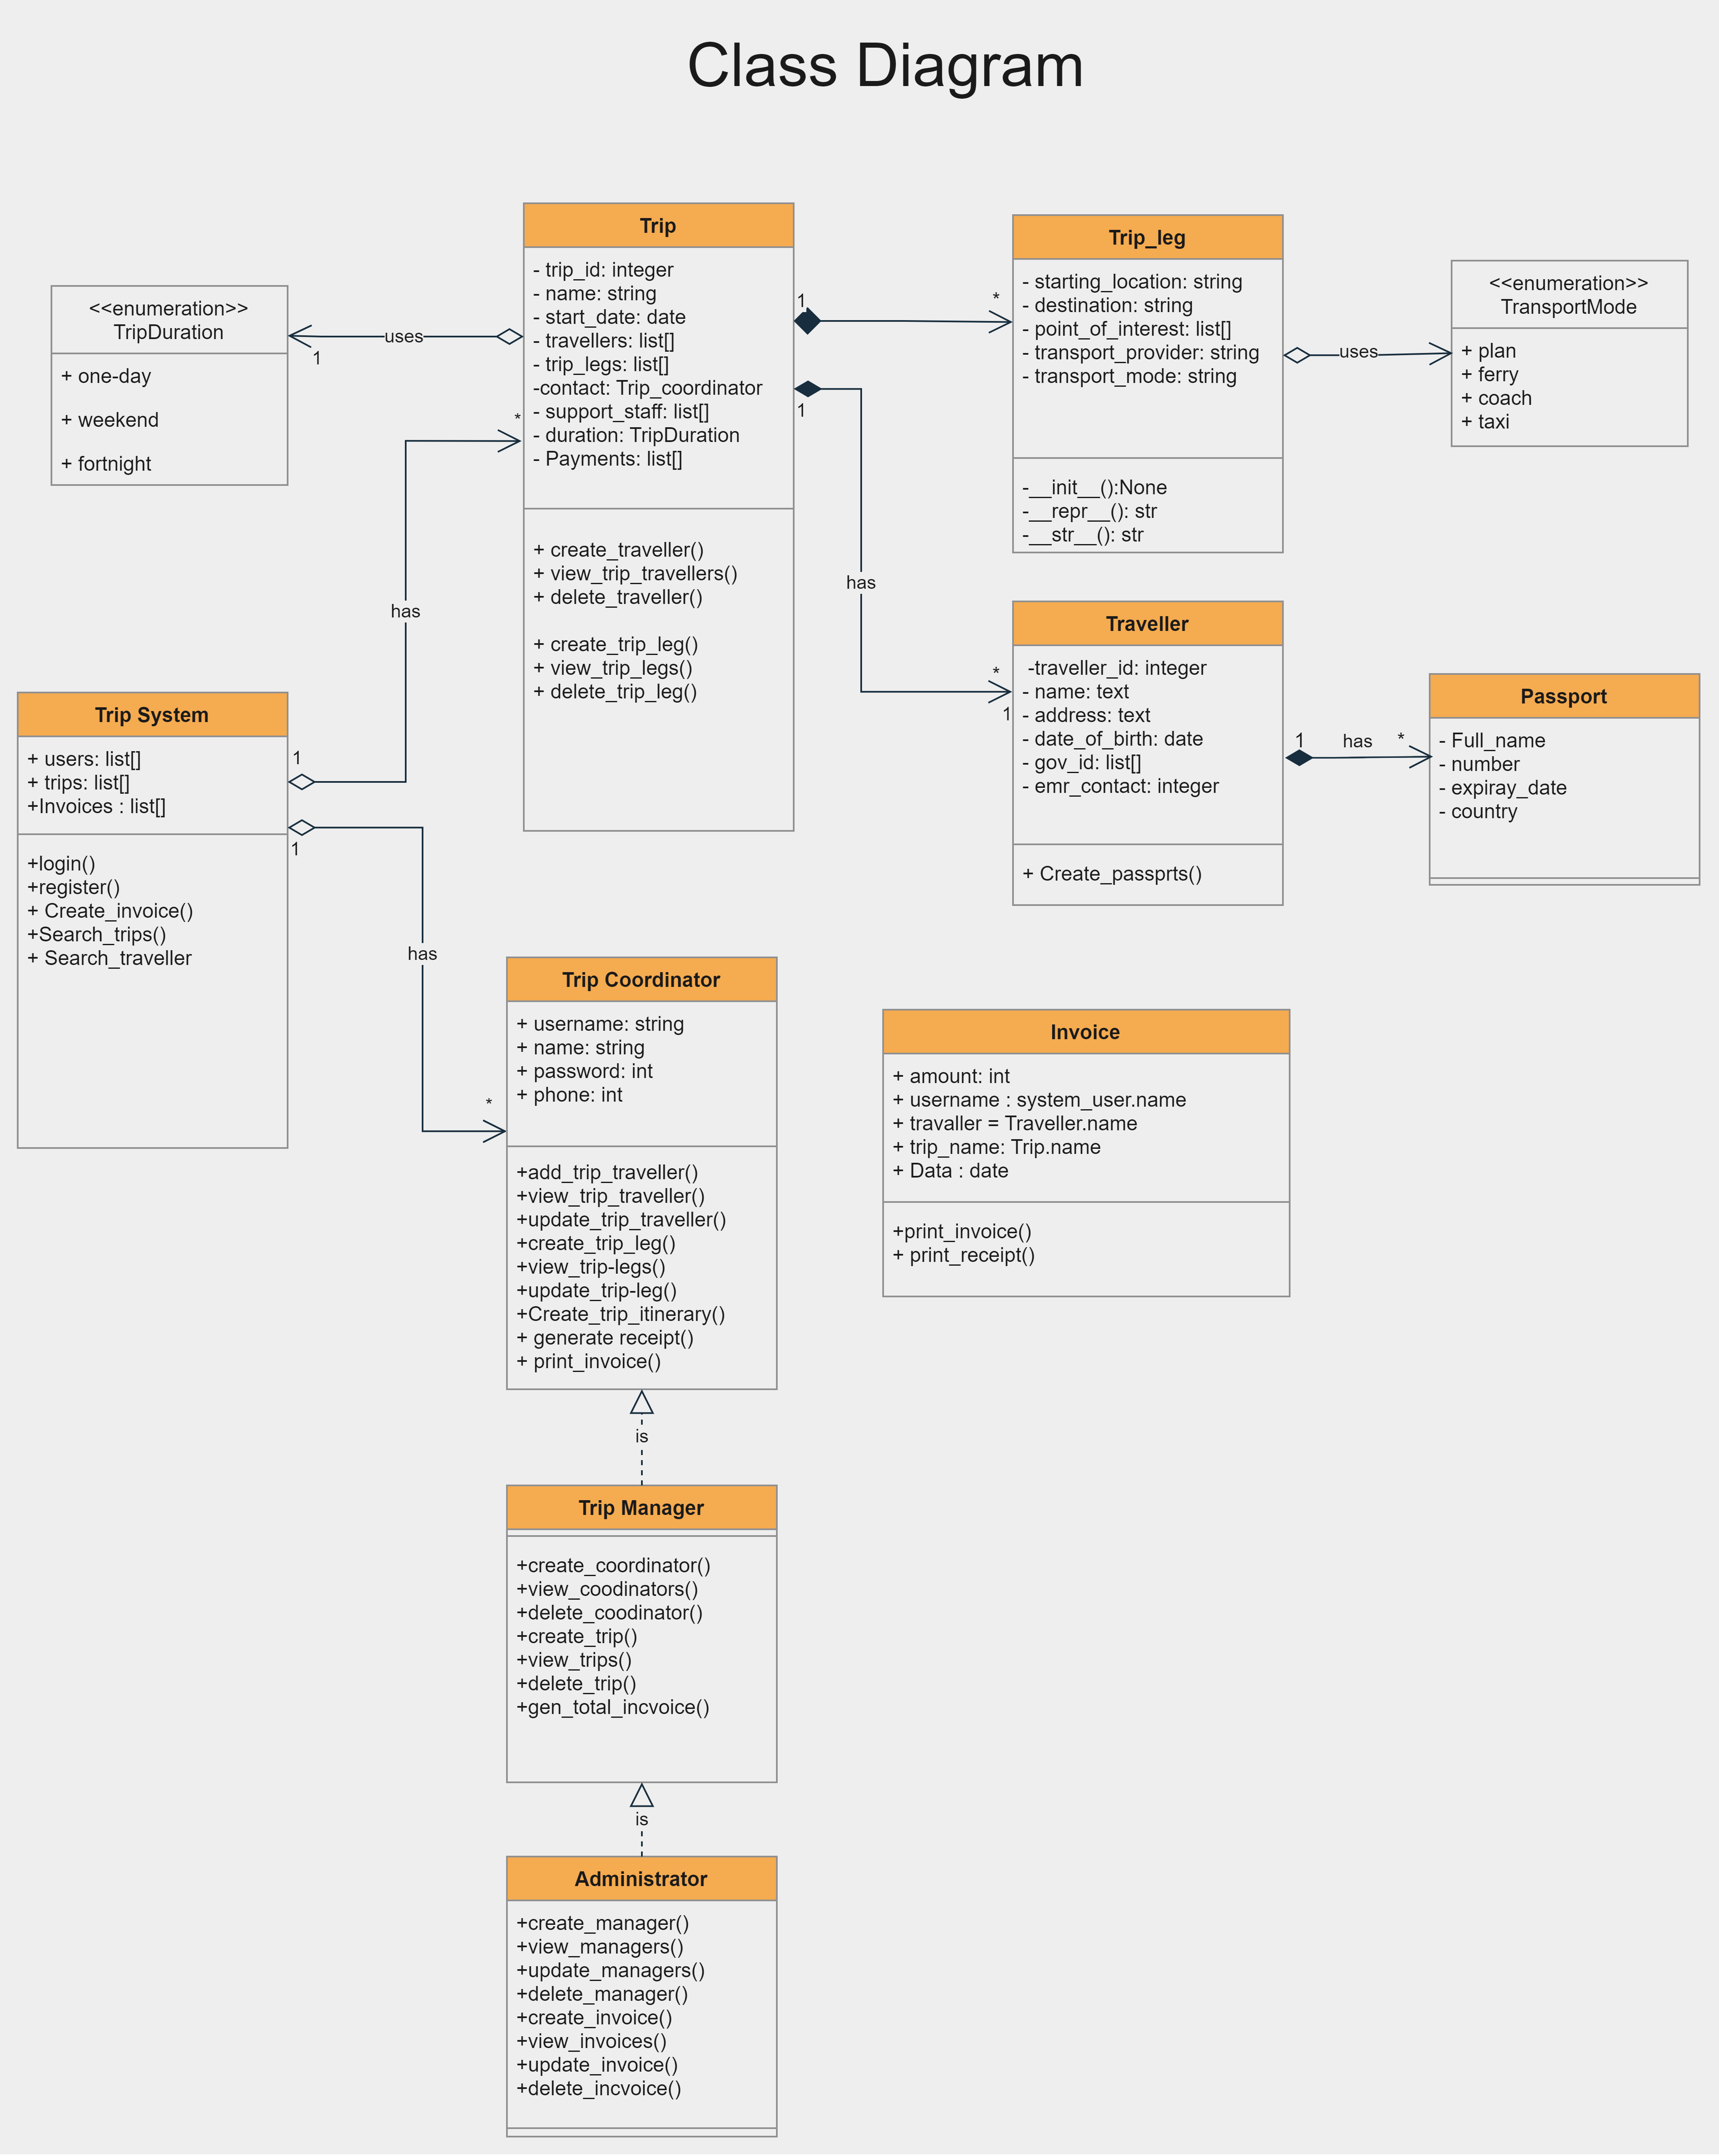 Class Diagram
<<enumeration>>
TripDuration
+ one-day
+ weekend
+ fortnight
1
uses
Trip
- trip_id: integer
- name: string
- start_date: date
- travellers: list[]
- trip_legs: list[]
-contact: Trip_coordinator
- support_staff: list[]
- duration: TripDuration
- Payments: list[]
+ create_traveller()
+ view_trip_travellers()
+ delete_traveller()
+ create_trip_leg()
+ view_trip_legs()
+ delete_trip_leg()
*
1
*
1
Trip_leg
- starting_location: string
- destination: string
- point_of_interest: list[]
- transport_provider: string
- transport_mode: string
-__init__():None
-__repr__(): str
-__str__(): str
uses
<<enumeration>>
TransportMode
+ plan
+ ferry
+ coach
+ taxi
has
has
*
1
Traveller
-traveller_id: integer
- name: text
- address: text
- date_of_birth: date
- gov_id: list[]
- emr_contact: integer
+ Create_passprts()
1
has
*
Passport
- Full_name
- number
- expiray_date
- country
Trip System
+ users: list[]
+ trips: list[]
+Invoices : list[]
+login()
+register()
+ Create_invoice()
+Search_trips()
+ Search_traveller
1
1
has
*
Trip Coordinator
+ username: string
+ name: string
+ password: int
+ phone: int
+add_trip_traveller()
+view_trip_traveller()
+update_trip_traveller()
+create_trip_leg()
+view_trip-legs()
+update_trip-leg()
+Create_trip_itinerary()
+ generate receipt()
+ print_invoice()
Invoice
+ amount: int
+ username : system_user.name
+ travaller = Traveller.name
+ trip_name: Trip.name
+ Data : date
+print_invoice()
+ print_receipt()
is
Trip Manager
+create_coordinator()
+view_coodinators()
+delete_coodinator()
+create_trip()
+view_trips()
+delete_trip()
+gen_total_incvoice()
is
Administrator
+create_manager()
+view_managers()
+update_managers()
+delete_manager()
+create_invoice()
+view_invoices()
+update_invoice()
+delete_incvoice()